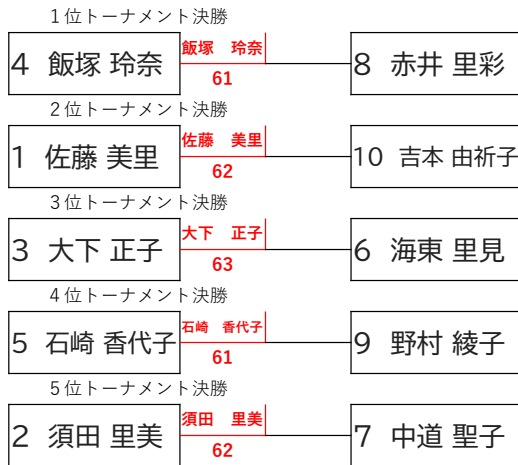 1位トーナメント決勝
4 飯塚 玲奈 飯塚 玲奈 8 赤井 里彩
61
2位トーナメント決勝
1 佐藤 美里 佐藤 美里 10 吉本 由祈子
62
3位トーナメント決勝
3 大下 正子 大下 正子 6 海東 里見
63
4位トーナメント決勝
5 石崎 香代子 石崎 香代子 9 野村 綾子
61
5位トーナメント決勝
2 須田 里美 須田 里美 7 中道 聖子
62